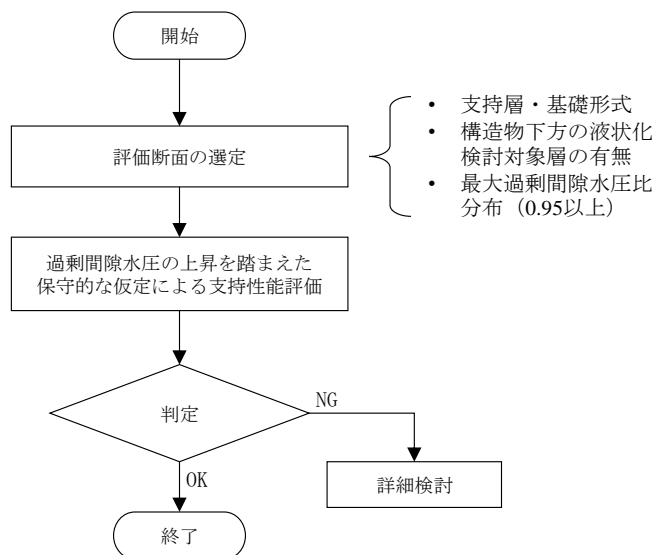 開始
評価断面の選定
• 支持層・基礎形式
• 構造物下方の液状化
検討対象層の有無
• 最大過剰間隙水圧比
分布（0.95以上）
過剰間隙水圧の上昇を踏まえた
保守的な仮定による支持性能評価
判定
NG
OK
詳細検討
終了